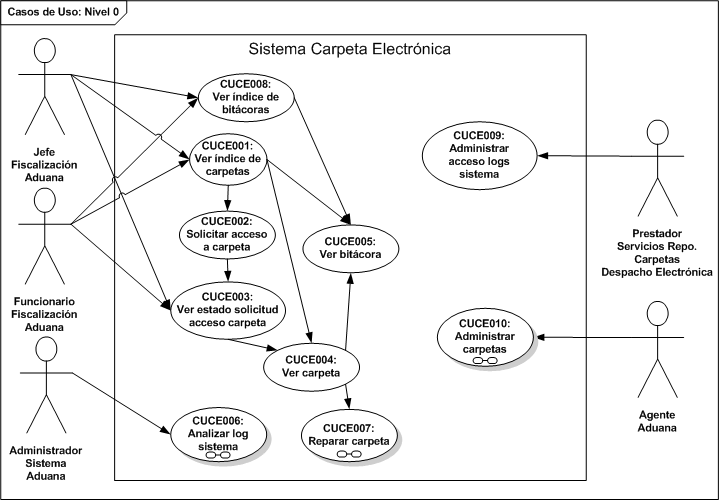 Casos de Uso: Nivel 0
Sistema Carpeta Electrónica
Jefe
Fiscalización
Aduana
Funcionario
Fiscalización
Aduana
Administrador
Sistema
Aduana
CUCE008:
Ver índice de
bitácoras
CUCE001:
Ver índice de
carpetas
CUCE002:
Solicitar acceso
a carpeta
CUCE003:
Ver estado solicitud
acceso carpeta
CUCE005:
Ver bitácora
CUCE004:
Ver carpeta
CUCE006:
Analizar log
sistema
CUCE007:
Reparar carpeta
CUCE009:
Administrar
acceso logs
sistema
CUCE010:
Administrar
carpetas
Prestador
Servicios Repo.
Carpetas
Despacho Electrónica
Agente
Aduana